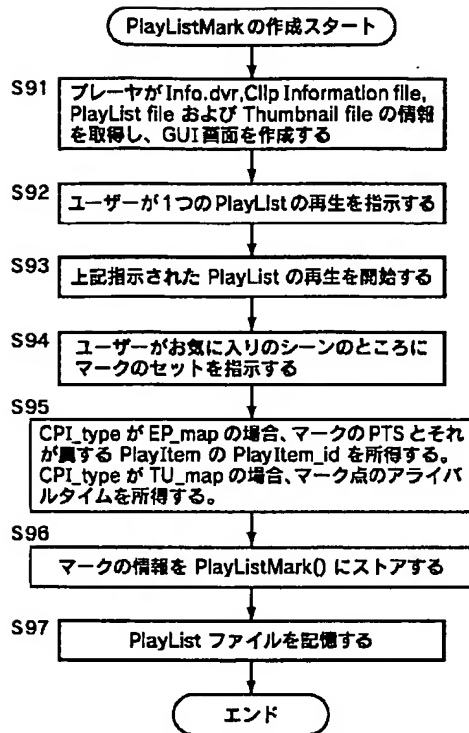 PlayListMarkの作成スタート
S91
プレーヤがInfo.dvr,Clip Information file,
PlayList file および Thumbnail file の情報
を取得し、GUI画面を作成する
S92
ユーザーが1つのPlayListの再生を指示する
S93
上記指示された PlayList の再生を開始する
S94
ユーザーがお気に入りのシーンのところに
マークのセットを指示する
S95
CPI_type が EP_map の場合、マークのPTSとそれ
が属する PlayItem の PlayItem_id を所得する。
CPI_type が TU_map の場合、マーク点のアライバ
ルタイムを所得する。
S96
マークの情報を PlayListMark() にストアする
S97
PlayList ファイルを記憶する
エンド